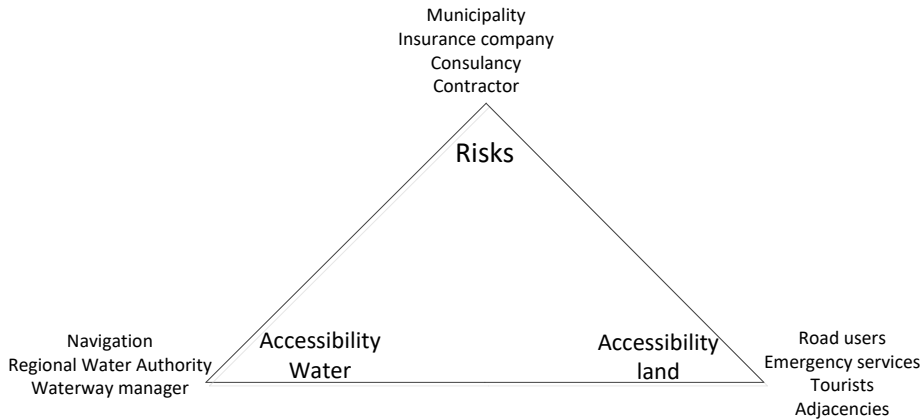 Municipality
Insurance company
Consulancy
Contractor
Risks
Accessibility
Water
Accessibility
land
Navigation
Regional Water Authority
Waterway manager
Road users
Emergency services
Tourists
Adjacencies